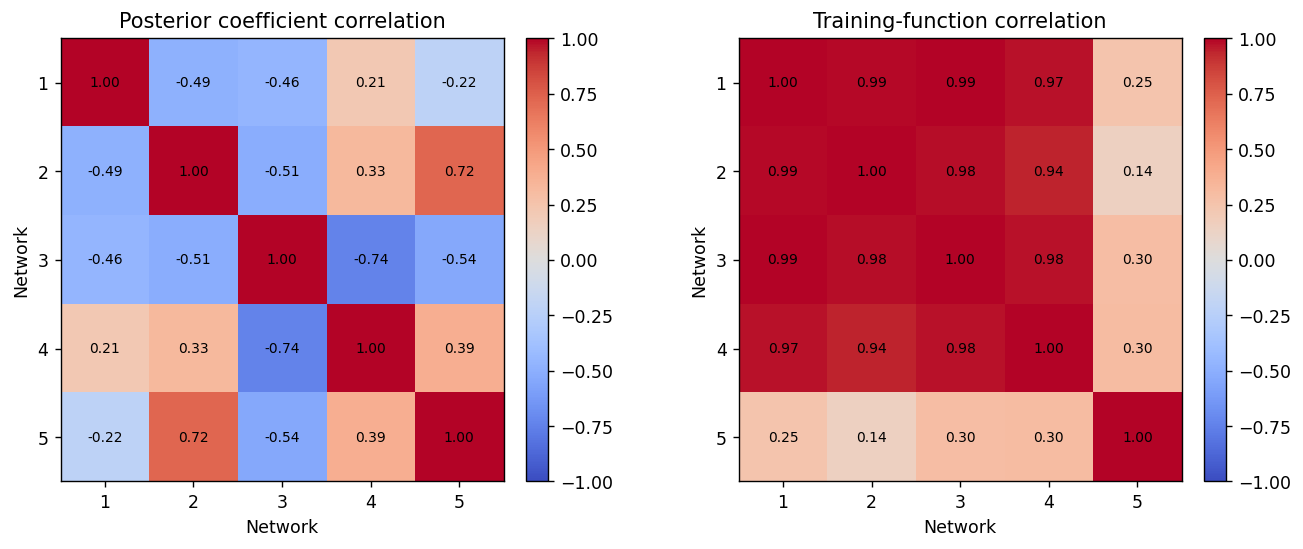 Posterior coefficient correlation
1 1.00 -0.49 -0.46 0.21 -0.22
2 -0.49 1.00 -0.51 0.33 0.72
3 -0.46 -0.51 1.00 -0.74 -0.54
4 0.21 0.33 -0.74 1.00 0.39
5 -0.22 0.72 -0.54 0.39 1.00
1 2 3 4 5
Network
Network
1.00
0.75
0.50
0.25
0.00
−0.25
−0.50
−0.75
−1.00
Training-function correlation
1 1.00 0.99 0.99 0.97 0.25
2 0.99 1.00 0.98 0.94 0.14
3 0.99 0.98 1.00 0.98 0.30
4 0.97 0.94 0.98 1.00 0.30
5 0.25 0.14 0.30 0.30 1.00
1 2 3 4 5
Network
Network
1.00
0.75
0.50
0.25
0.00
−0.25
−0.50
−0.75
−1.00